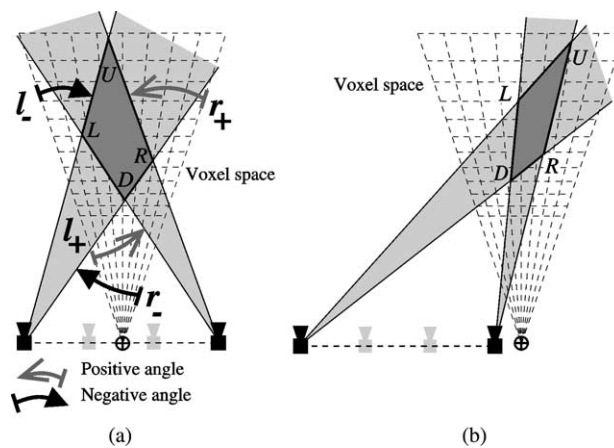 U
l-
r+
L
R
Voxel space
D
l+
r-
Positive angle
Negative angle
(a)
Voxel space
U
L
D
R
(b)